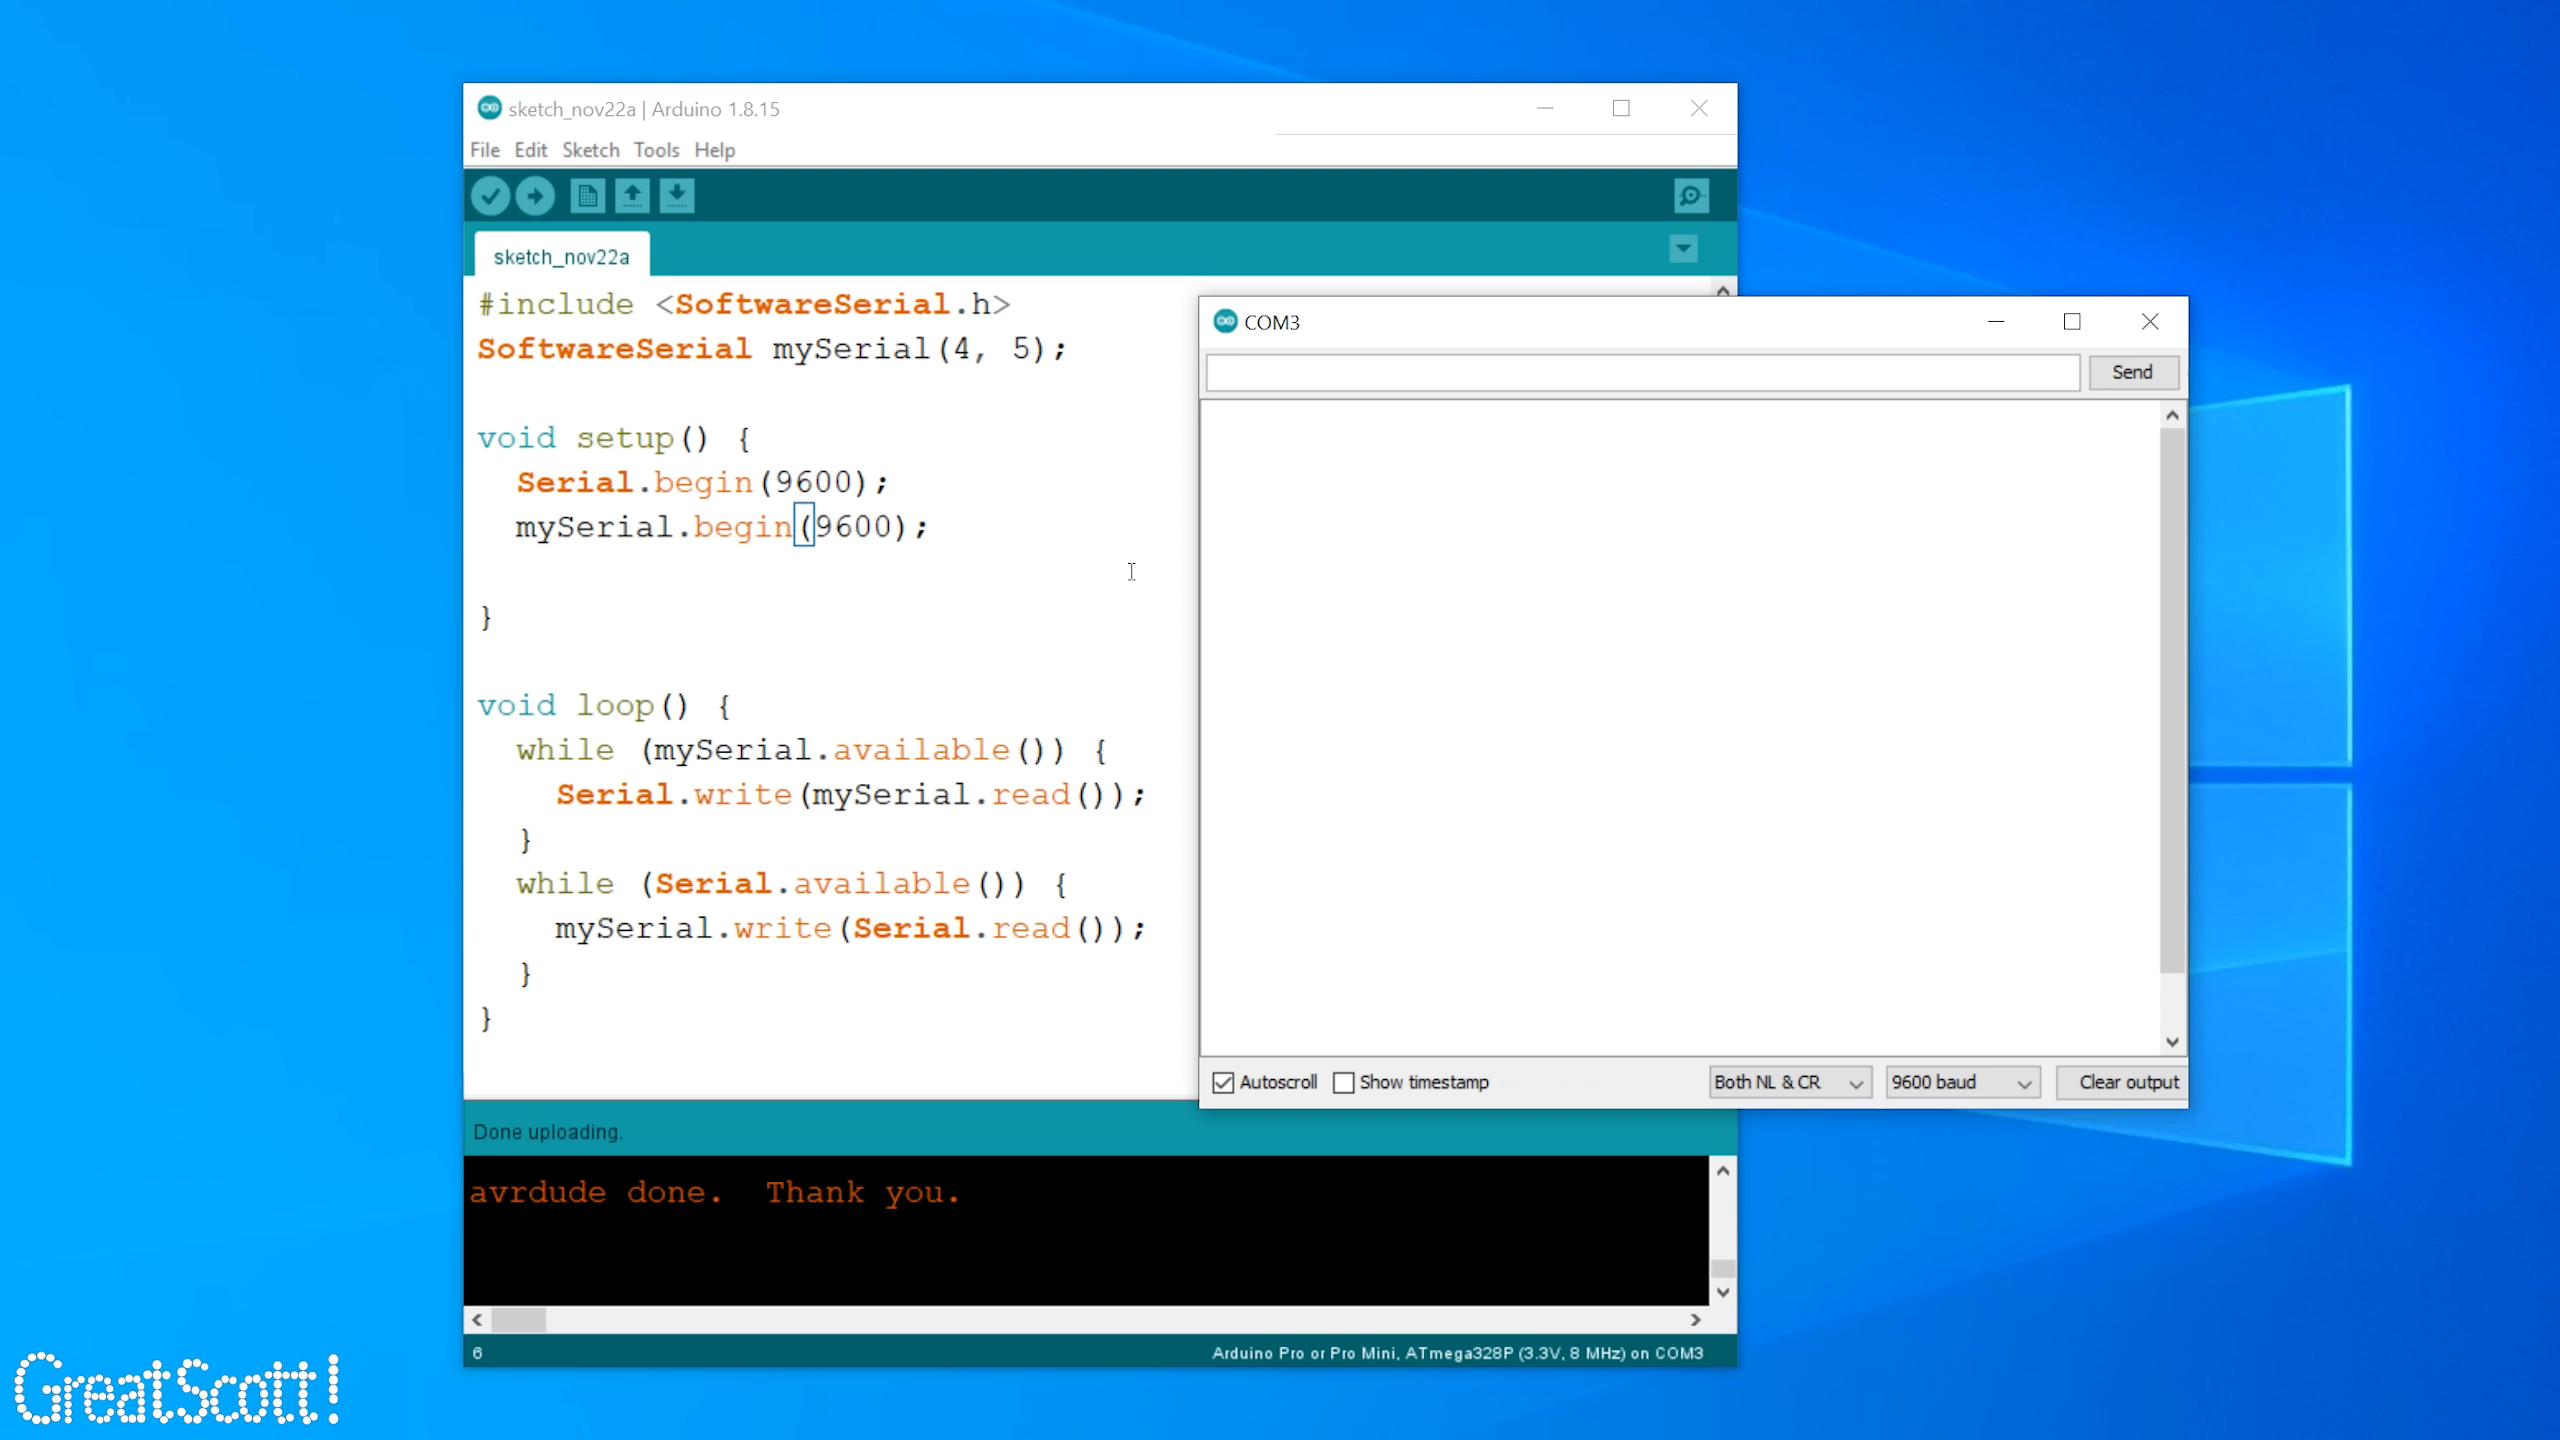 sketch_nov22a | Arduino 1.8.15
File Edit Sketch Tools Help
sketch_nov22a
#include <SoftwareSerial.h>
SoftwareSerial mySerial(4, 5);
void setup() {
Serial.begin(9600);
mySerial.begin(9600);
}
void loop() {
while (mySerial.available()) {
Serial.write(mySerial.read());
}
while (Serial.available()) {
mySerial.write(Serial.read());
}
}
COM3
Send
Autoscroll Show timestamp Both NL & CR 9600 baud Clear output
Done uploading.
avrdude done. Thank you.
6 Arduino Pro or Pro Mini, ATmega328P (3.3V, 8 MHz) on COM3
GreatScott!